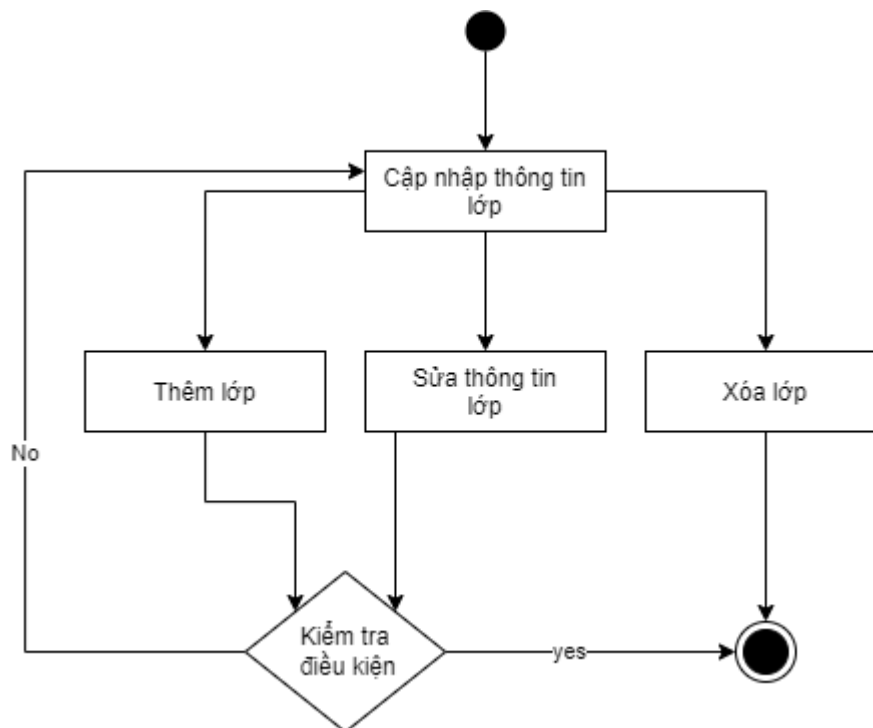 Cập nhập thông tin
lớp
Thêm lớp
Sửa thông tin
lớp
Xóa lớp
No
Kiểm tra
điều kiện
yes